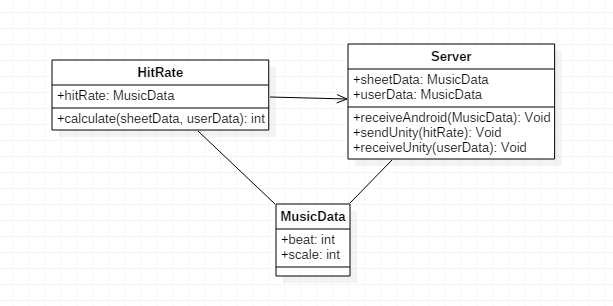 HitRate
+hitRate: MusicData
+calculate(sheetData, userData): int
Server
+sheetData: MusicData
+userData: MusicData
+receiveAndroid(MusicData): Void
+sendUnity(hitRate): Void
+receiveUnity(userData): Void
MusicData
+beat: int
+scale: int